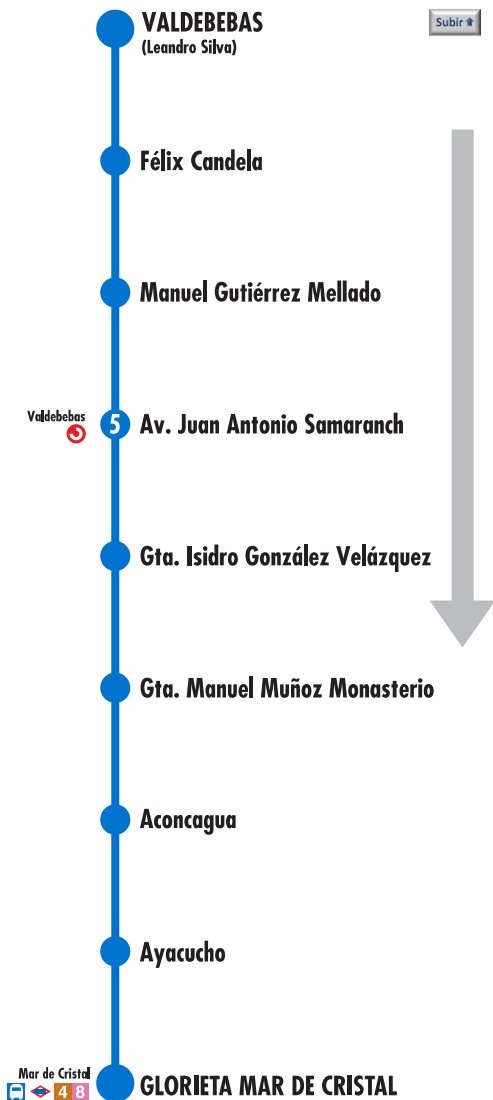 VALDEBEBAS
(Leandro Silva)
Subir
Félix Candela
Manuel Gutiérrez Mellado
Valdebebas
5 Av. Juan Antonio Samaranch
Gta. Isidro González Velázquez
Gta. Manuel Muñoz Monasterio
Aconcagua
Ayacucho
Mar de Cristal
4 8
GLORIETA MAR DE CRISTAL